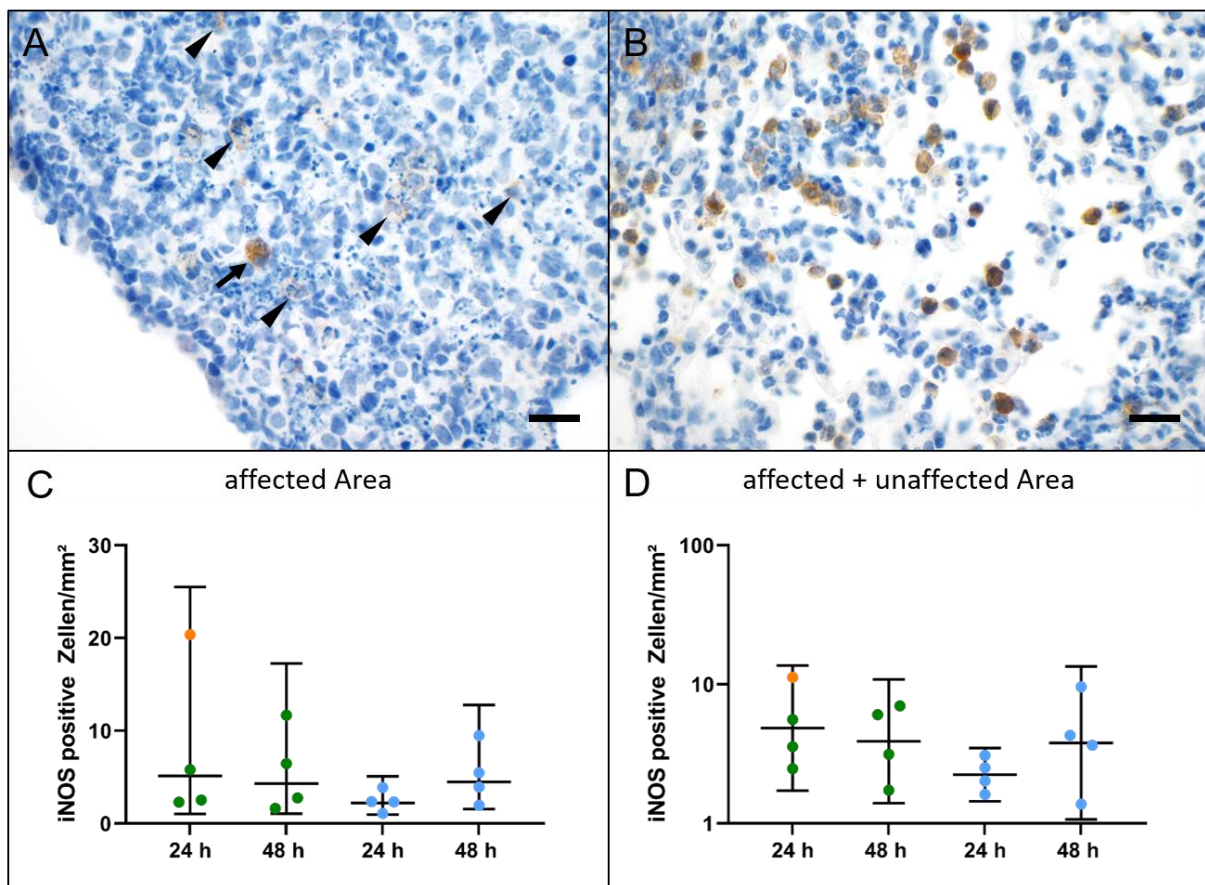 A
B
C
affected Area
iNOS positive Zellen/mm²
30
20
10
0
24 h
48 h
24 h
48 h
D
affected + unaffected Area
iNOS positive Zellen/mm²
100
10
1
24 h
48 h
24 h
48 h